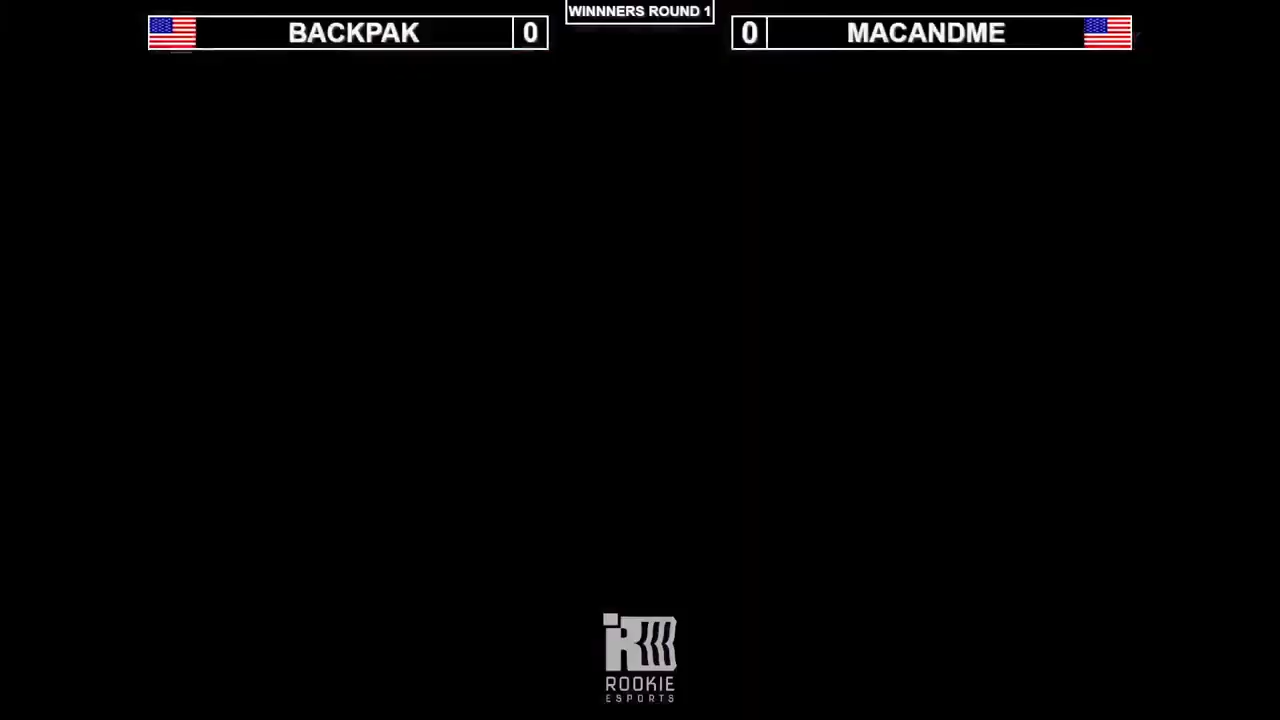 WINNNERS ROUND 1
BACKPAK 0
0 MACANDME
ROOKIE
ESPORTS